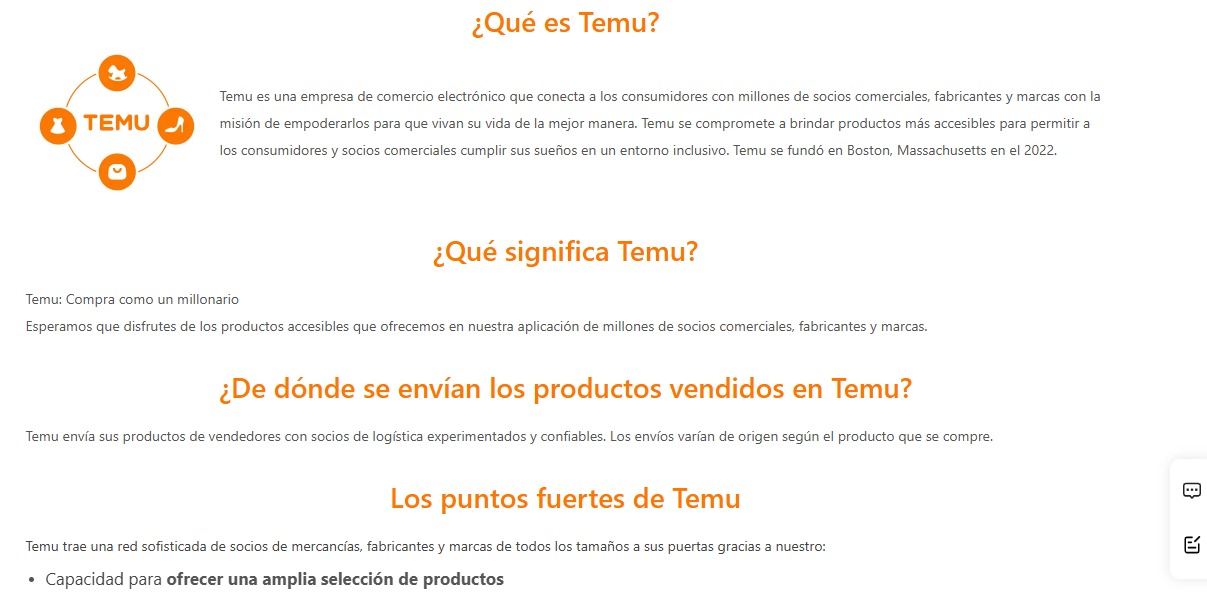 ¿Qué es Temu?
TEMU
Temu es una empresa de comercio electrónico que conecta a los consumidores con millones de socios comerciales, fabricantes y marcas con la
misión de empoderarlos para que vivan su vida de la mejor manera. Temu se compromete a brindar productos más accesibles para permitir a
los consumidores y socios comerciales cumplir sus sueños en un entorno inclusivo. Temu se fundó en Boston, Massachusetts en el 2022.
¿Qué significa Temu?
Temu: Compra como un millonario
Esperamos que disfrutes de los productos accesibles que ofrecemos en nuestra aplicación de millones de socios comerciales, fabricantes y marcas.
¿De dónde se envían los productos vendidos en Temu?
Temu envía sus productos de vendedores con socios de logística experimentados y confiables. Los envíos varían de origen según el producto que se compre.
Los puntos fuertes de Temu
Temu trae una red sofisticada de socios de mercancías, fabricantes y marcas de todos los tamaños a sus puertas gracias a nuestro:
• Capacidad para ofrecer una amplia selección de productos